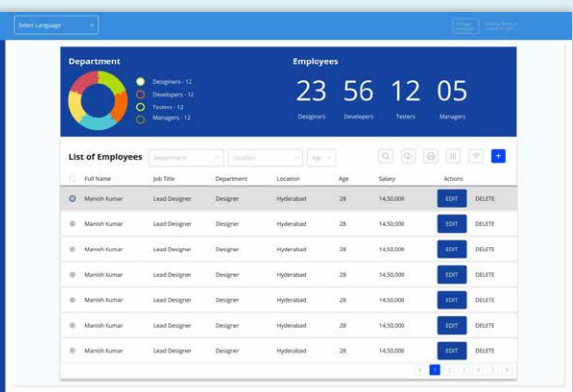 Select Language
Department
Employees
Designers - 12
Developers - 12
Testers - 12
Managers - 12
23 56 12 05
Designers Developers Testers Managers
List of Employees Department Location Age
Full Name Job Title Department Location Age Salary Actions
Manish Kumar Lead Designer Designer Hyderabad 28 14,50,000 EDIT DELETE
Manish Kumar Lead Designer Designer Hyderabad 28 14,50,000 EDIT DELETE
Manish Kumar Lead Designer Designer Hyderabad 28 14,50,000 EDIT DELETE
Manish Kumar Lead Designer Designer Hyderabad 28 14,50,000 EDIT DELETE
Manish Kumar Lead Designer Designer Hyderabad 28 14,50,000 EDIT DELETE
Manish Kumar Lead Designer Designer Hyderabad 28 14,50,000 EDIT DELETE
Manish Kumar Lead Designer Designer Hyderabad 28 14,50,000 EDIT DELETE
1 2 3 4 5